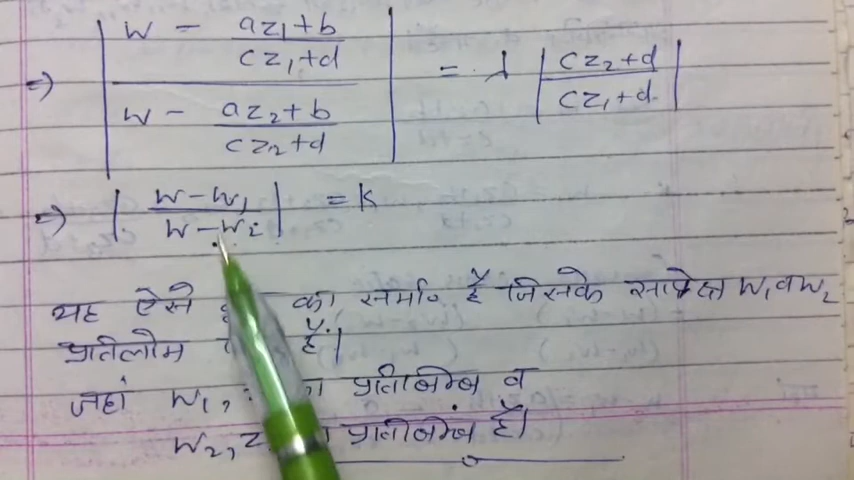 ⇒ | (w - (az₁+b)/(cz₁+d)) / (w - (az₂+b)/(cz₂+d)) | = λ | (cz₂+d)/(cz₁+d) |
⇒ | (w-w₁)/(w-w₂) | = k
यह ऐसे का समी० है जिसके सापेक्ष w₁ व w₂
प्रतिलोम हैं।
जहां w₁, का प्रतिबिम्ब व
w₂, z प्रतिबिंब है।